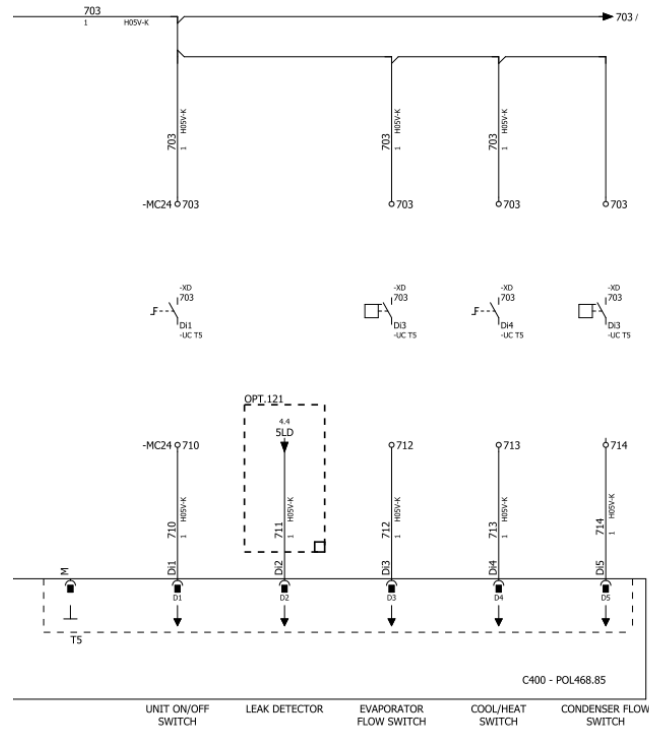 703
1 H05V-K
703 /
703
1 H05V-K
703
1 H05V-K
703
1 H05V-K
-MC24 703
703
703
703
-XD
703
Di1
-UC T5
-XD
703
Di3
-UC T5
-XD
703
Di4
-UC T5
-XD
703
Di3
-UC T5
OPT.121
4.4
5LD
-MC24 710
712
713
714
710
1 H05V-K
711
1 H05V-K
712
1 H05V-K
713
1 H05V-K
714
1 H05V-K
M
Di1
Di2
Di3
Di4
Di5
D1
D2
D3
D4
D5
T5
C400 - POL468.85
UNIT ON/OFF
SWITCH
LEAK DETECTOR
EVAPORATOR
FLOW SWITCH
COOL/HEAT
SWITCH
CONDENSER FLOW
SWITCH